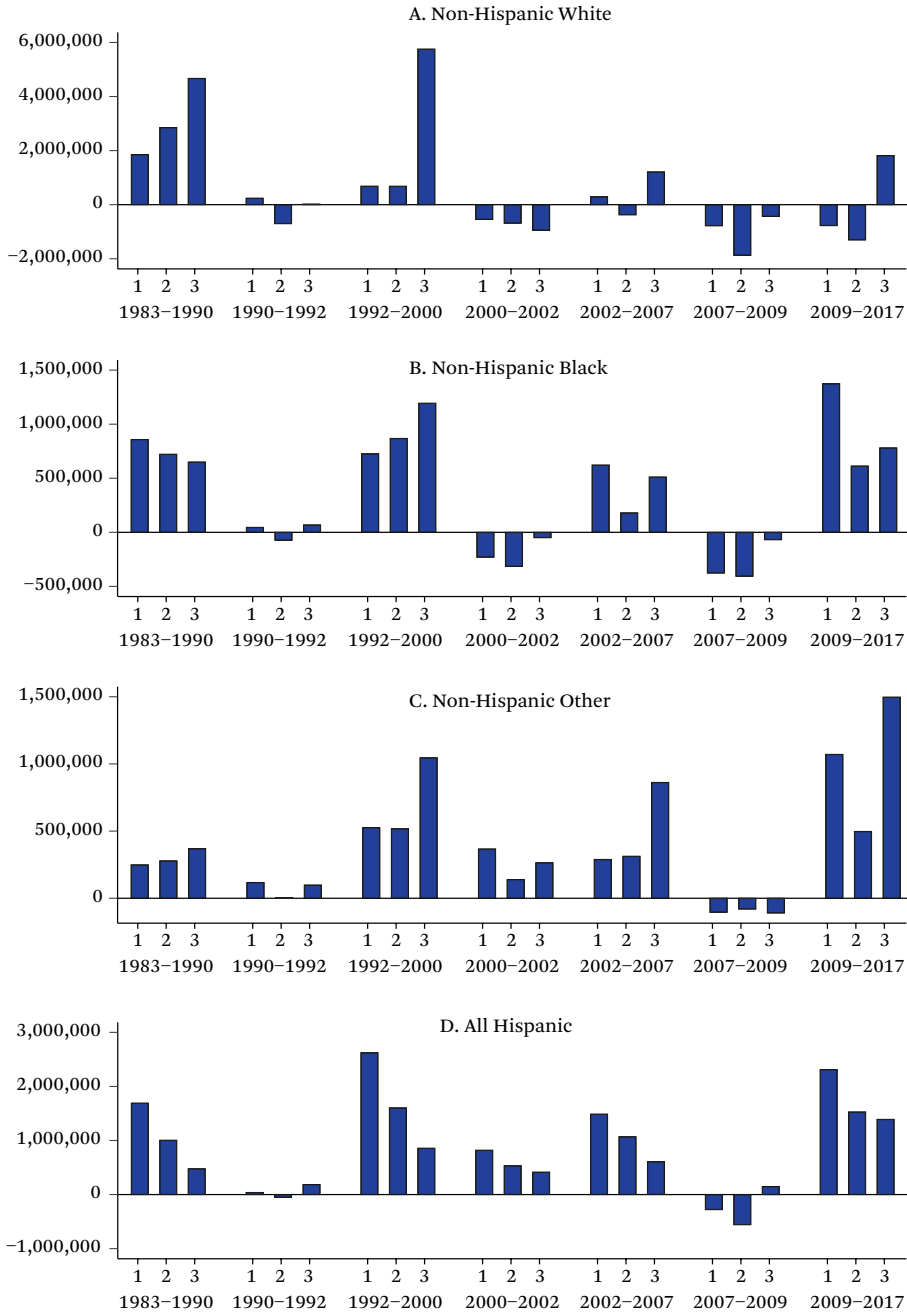 A. Non-Hispanic White
6,000,000
4,000,000
2,000,000
0
−2,000,000
1 2 3 1 2 3 1 2 3 1 2 3 1 2 3 1 2 3 1 2 3
1983–1990 1990–1992 1992–2000 2000–2002 2002–2007 2007–2009 2009–2017
B. Non-Hispanic Black
1,500,000
1,000,000
500,000
0
−500,000
1 2 3 1 2 3 1 2 3 1 2 3 1 2 3 1 2 3 1 2 3
1983–1990 1990–1992 1992–2000 2000–2002 2002–2007 2007–2009 2009–2017
C. Non-Hispanic Other
1,500,000
1,000,000
500,000
0
1 2 3 1 2 3 1 2 3 1 2 3 1 2 3 1 2 3 1 2 3
1983–1990 1990–1992 1992–2000 2000–2002 2002–2007 2007–2009 2009–2017
D. All Hispanic
3,000,000
2,000,000
1,000,000
0
−1,000,000
1 2 3 1 2 3 1 2 3 1 2 3 1 2 3 1 2 3 1 2 3
1983–1990 1990–1992 1992–2000 2000–2002 2002–2007 2007–2009 2009–2017